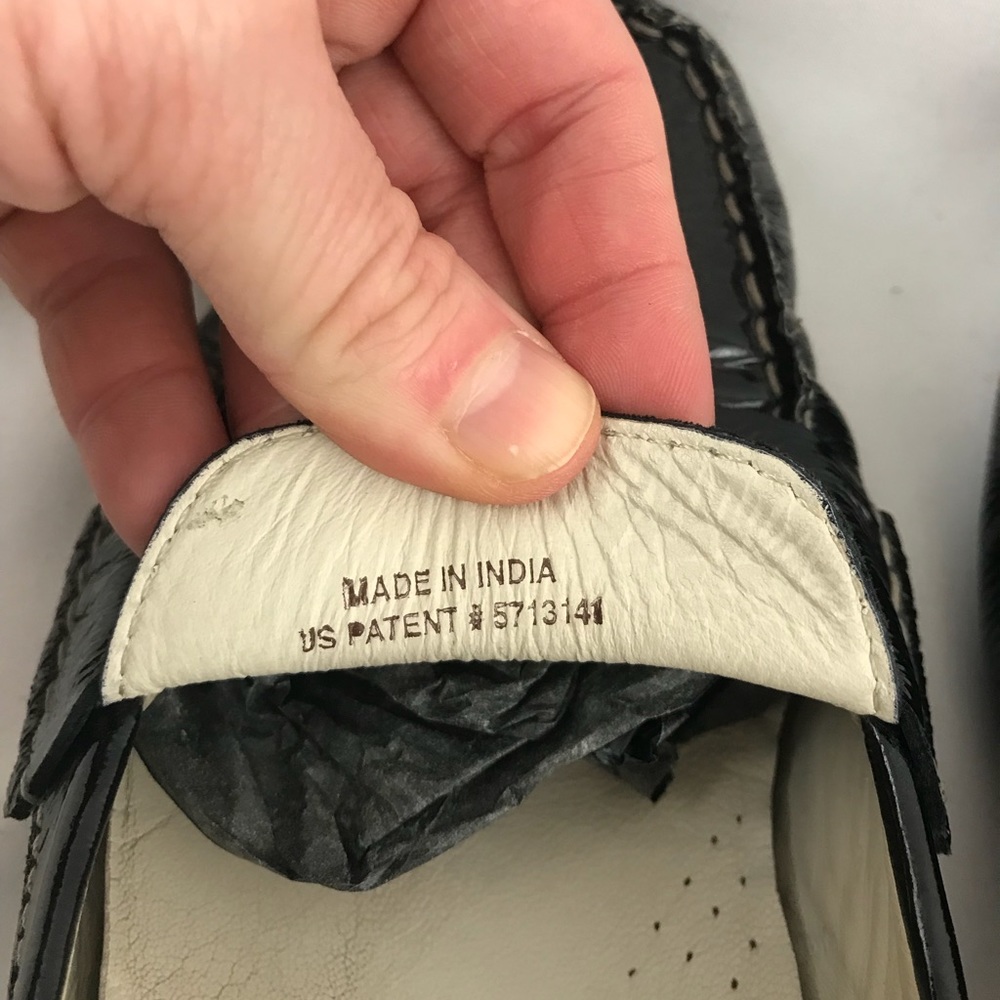 MADE IN INDIA
US PATENT # 5713141